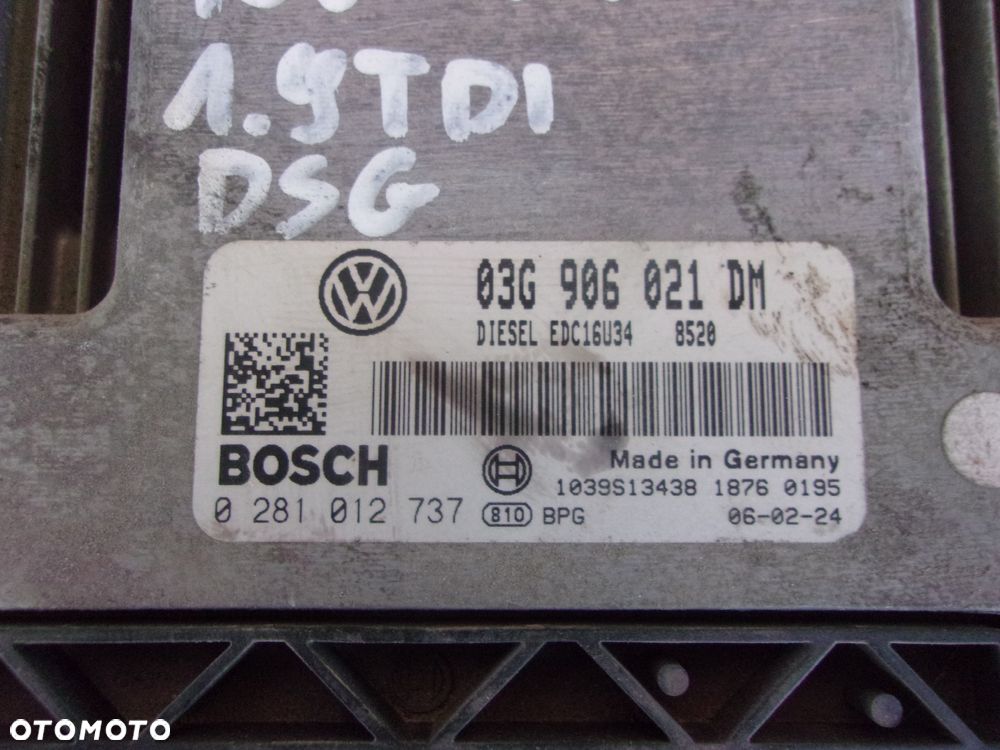 1.9TDI
DSG
03G 906 021 DM
DIESEL EDC16U34 8520
BOSCH
Made in Germany
1039S13438 1876 0195
0 281 012 737 810 BPG 06-02-24
OTOMOTO